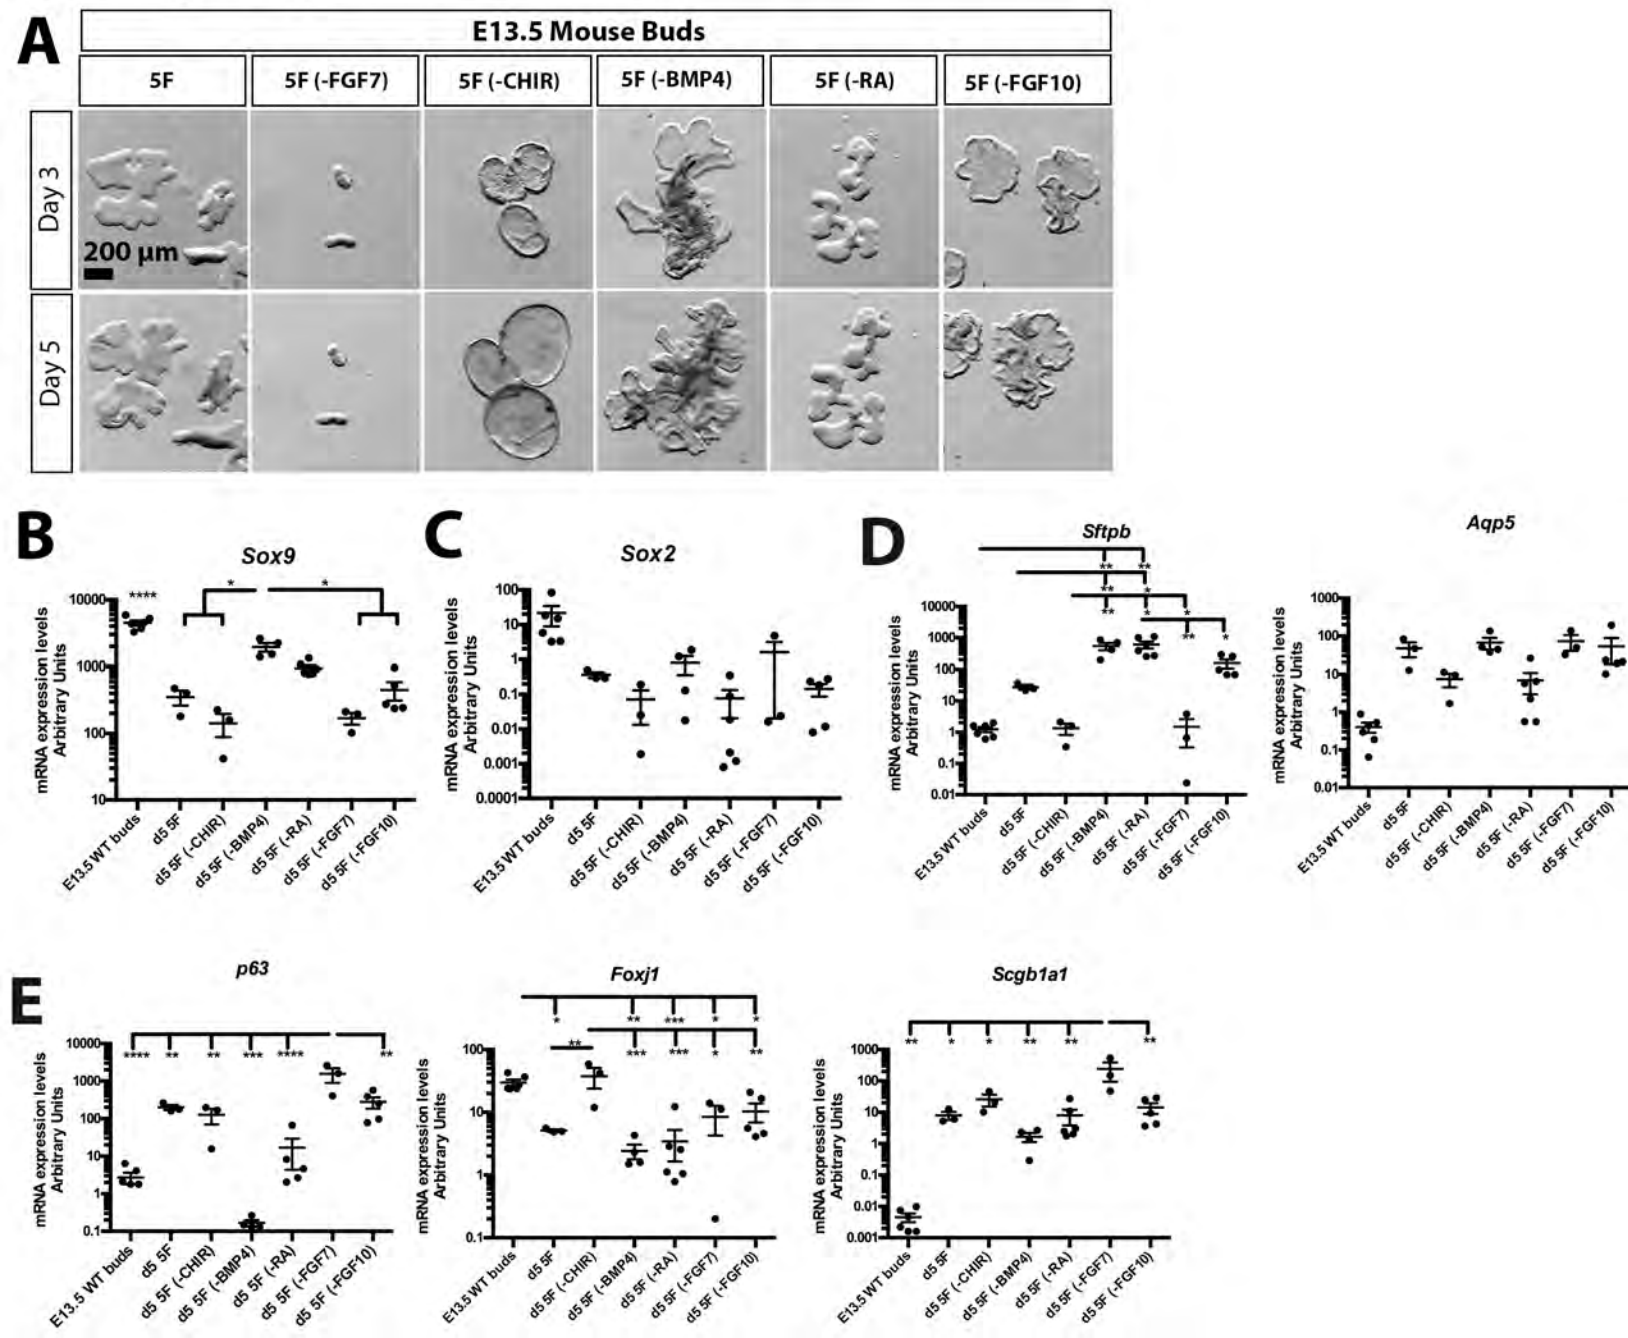 A
E13.5 Mouse Buds
5F
5F (-FGF7)
5F (-CHIR)
5F (-BMP4)
5F (-RA)
5F (-FGF10)
Day 3
200 µm
Day 5
B
Sox9
mRNA expression levels
Arbitrary Units
10000
1000
100
10
****
*
*
E13.5 WT buds
d5 5F
d5 5F (-CHIR)
d5 5F (-BMP4)
d5 5F (-RA)
d5 5F (-FGF7)
d5 5F (-FGF10)
C
Sox2
mRNA expression levels
Arbitrary Units
100
10
1
0.1
0.01
0.001
0.0001
E13.5 WT buds
d5 5F
d5 5F (-CHIR)
d5 5F (-BMP4)
d5 5F (-RA)
d5 5F (-FGF7)
d5 5F (-FGF10)
D
Sftpb
mRNA expression levels
Arbitrary Units
10000
1000
100
10
1
0.1
0.01
** **
** * *
** * ** *
E13.5 WT buds
d5 5F
d5 5F (-CHIR)
d5 5F (-BMP4)
d5 5F (-RA)
d5 5F (-FGF7)
d5 5F (-FGF10)
Aqp5
mRNA expression levels
Arbitrary Units
1000
100
10
1
0.1
0.01
E13.5 WT buds
d5 5F
d5 5F (-CHIR)
d5 5F (-BMP4)
d5 5F (-RA)
d5 5F (-FGF7)
d5 5F (-FGF10)
E
p63
mRNA expression levels
Arbitrary Units
10000
1000
100
10
1
0.1
**** ** ** *** **** **
E13.5 WT buds
d5 5F
d5 5F (-CHIR)
d5 5F (-BMP4)
d5 5F (-RA)
d5 5F (-FGF7)
d5 5F (-FGF10)
Foxj1
mRNA expression levels
Arbitrary Units
100
10
1
0.1
* ** *** * *
** *** *** * **
E13.5 WT buds
d5 5F
d5 5F (-CHIR)
d5 5F (-BMP4)
d5 5F (-RA)
d5 5F (-FGF7)
d5 5F (-FGF10)
Scgb1a1
mRNA expression levels
Arbitrary Units
1000
100
10
1
0.1
0.01
0.001
** * * ** ** **
E13.5 WT buds
d5 5F
d5 5F (-CHIR)
d5 5F (-BMP4)
d5 5F (-RA)
d5 5F (-FGF7)
d5 5F (-FGF10)